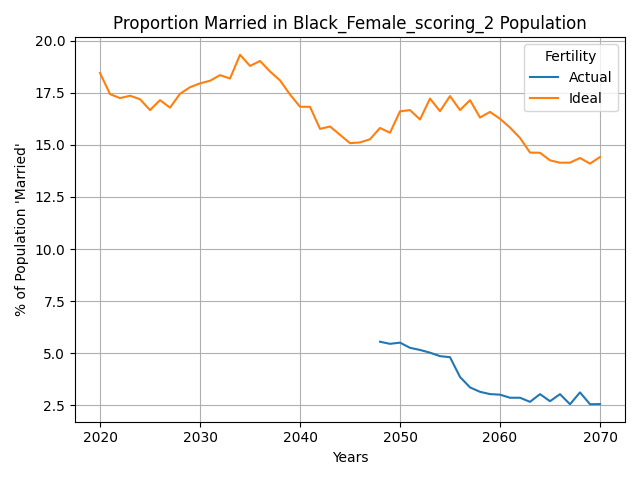 Proportion Married in Black_Female_scoring_2 Population
% of Population 'Married'
20.0
17.5
15.0
12.5
10.0
7.5
5.0
2.5
Fertility
Actual
Ideal
2020 2030 2040 2050 2060 2070
Years